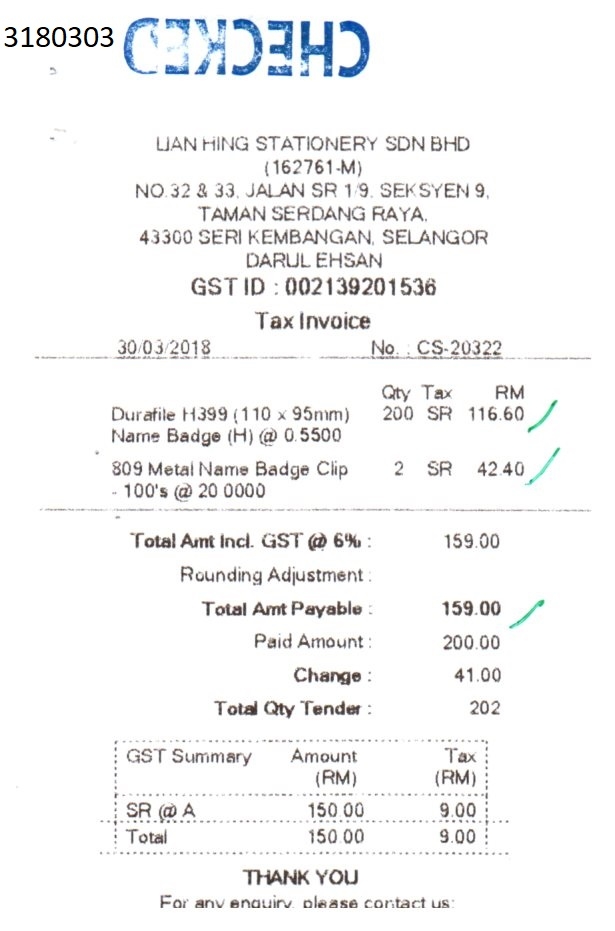 3180303
CHECKED
LIAN HING STATIONERY SDN BHD
(162761-M)
NO.32 & 33, JALAN SR 1/9, SEKSYEN 9,
TAMAN SERDANG RAYA,
43300 SERI KEMBANGAN, SELANGOR
DARUL EHSAN
GST ID : 002139201536
Tax Invoice
30/03/2018 No. : CS-20322
Qty Tax RM
Durafile H399 (110 x 95mm) 200 SR 116.60
Name Badge (H) @ 0.5500
809 Metal Name Badge Clip 2 SR 42.40
- 100's @ 20.0000
Total Amt Incl. GST @ 6% : 159.00
Rounding Adjustment :
Total Amt Payable : 159.00
Paid Amount : 200.00
Change : 41.00
Total Qty Tender : 202
GST Summary Amount Tax
(RM) (RM)
SR @ A 150.00 9.00
Total 150.00 9.00
THANK YOU
For any enquiry, please contact us: